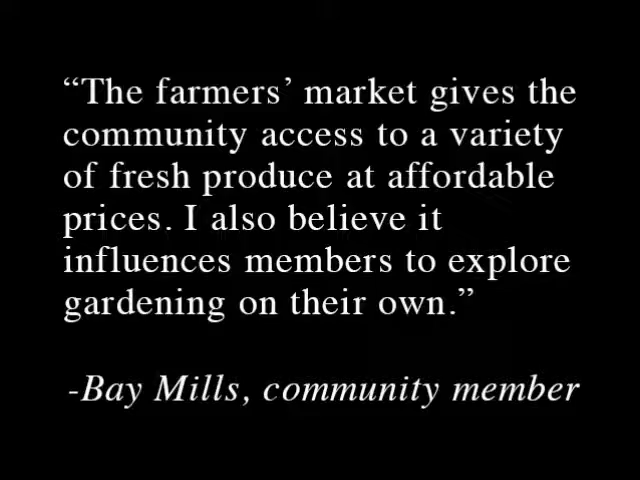 “The farmers’ market gives the
community access to a variety
of fresh produce at affordable
prices. I also believe it
influences members to explore
gardening on their own.”
-Bay Mills, community member